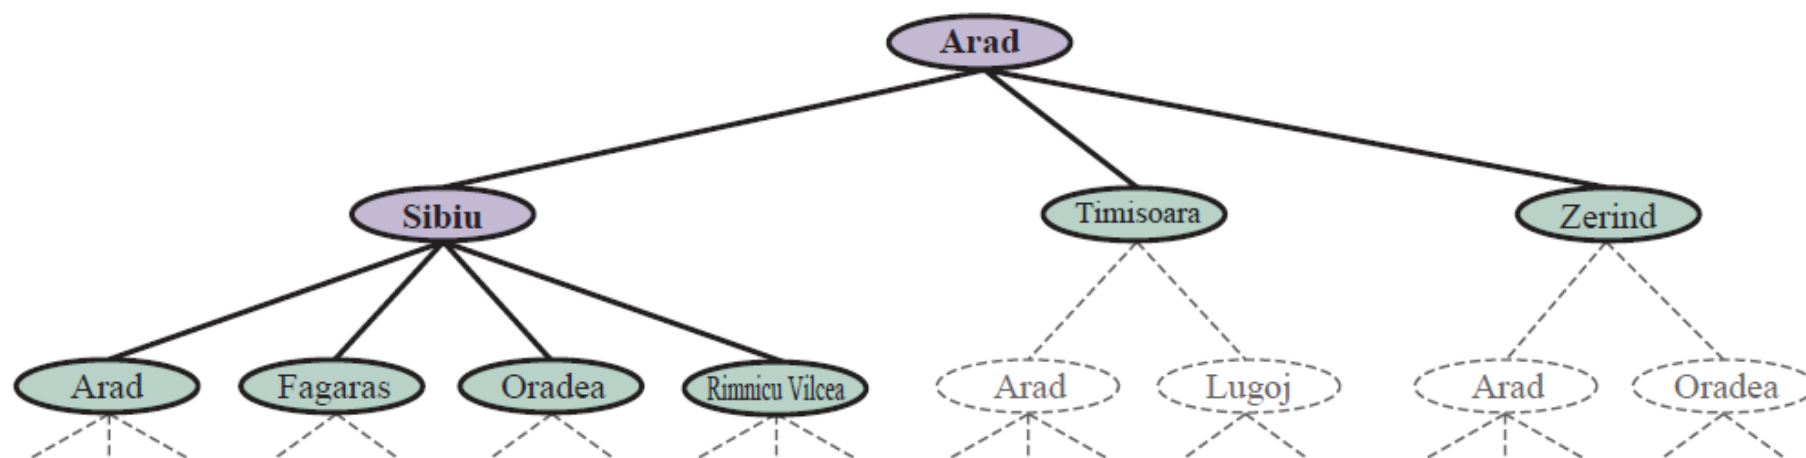 Arad
Sibiu
Timisoara
Zerind
Arad
Fagaras
Oradea
Rimnicu Vilcea
Arad
Lugoj
Arad
Oradea